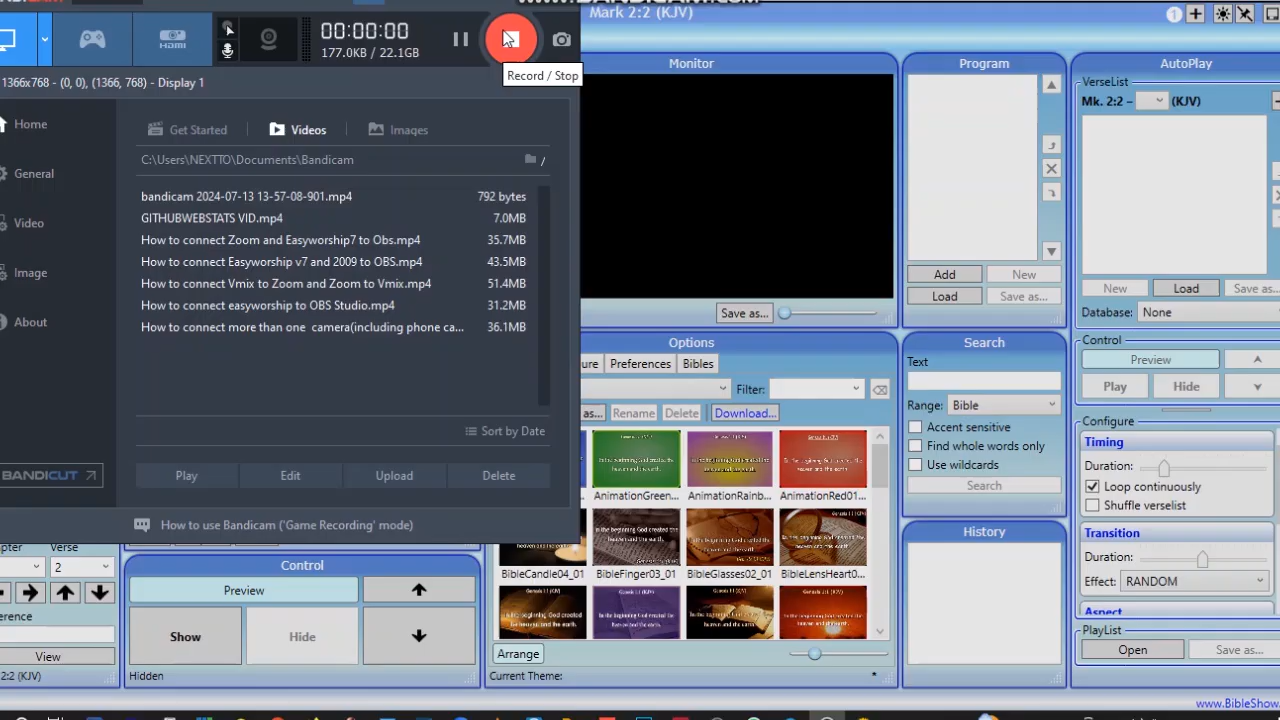 www.BANDICAM.com
Mark 2:2 (KJV)
HDMI
00:00:00
177.0KB / 22.1GB
Record / Stop
1366x768 - (0, 0), (1366, 768) - Display 1
Home
General
Video
Image
About
Get Started
Videos
Images
C:\Users\NEXTTO\Documents\Bandicam
/
bandicam 2024-07-13 13-57-08-901.mp4 792 bytes
GITHUBWEBSTATS VID.mp4 7.0MB
How to connect Zoom and Easyworship7 to Obs.mp4 35.7MB
How to connect Easyworship v7 and 2009 to OBS.mp4 43.5MB
How to connect Vmix to Zoom and Zoom to Vmix.mp4 51.4MB
How to connect easyworship to OBS Studio.mp4 31.2MB
How to connect more than one camera(including phone ca... 36.1MB
Sort by Date
BANDICUT
Play
Edit
Upload
Delete
How to use Bandicam ('Game Recording' mode)
Verse
2
View
2:2 (KJV)
Control
Preview
Show
Hide
Hidden
Monitor
Save as...
Options
Preferences
Bibles
Filter:
as...
Rename
Delete
Download...
AnimationGreen...
AnimationRainb...
AnimationRed01...
BibleCandle04_01
BibleFinger03_01
BibleGlasses02_01
BibleLensHeart0...
Arrange
Current Theme:
*
Program
Add
New
Load
Save as...
Search
Text
Range:
Bible
Accent sensitive
Find whole words only
Use wildcards
Search
History
1
AutoPlay
VerseList
Mk. 2:2 –
(KJV)
New
Load
Save as...
Database:
None
Control
Preview
Play
Hide
Configure
Timing
Duration:
Loop continuously
Shuffle verselist
Transition
Duration:
Effect:
RANDOM
Aspect
PlayList
Open
Save as...
www.BibleShow